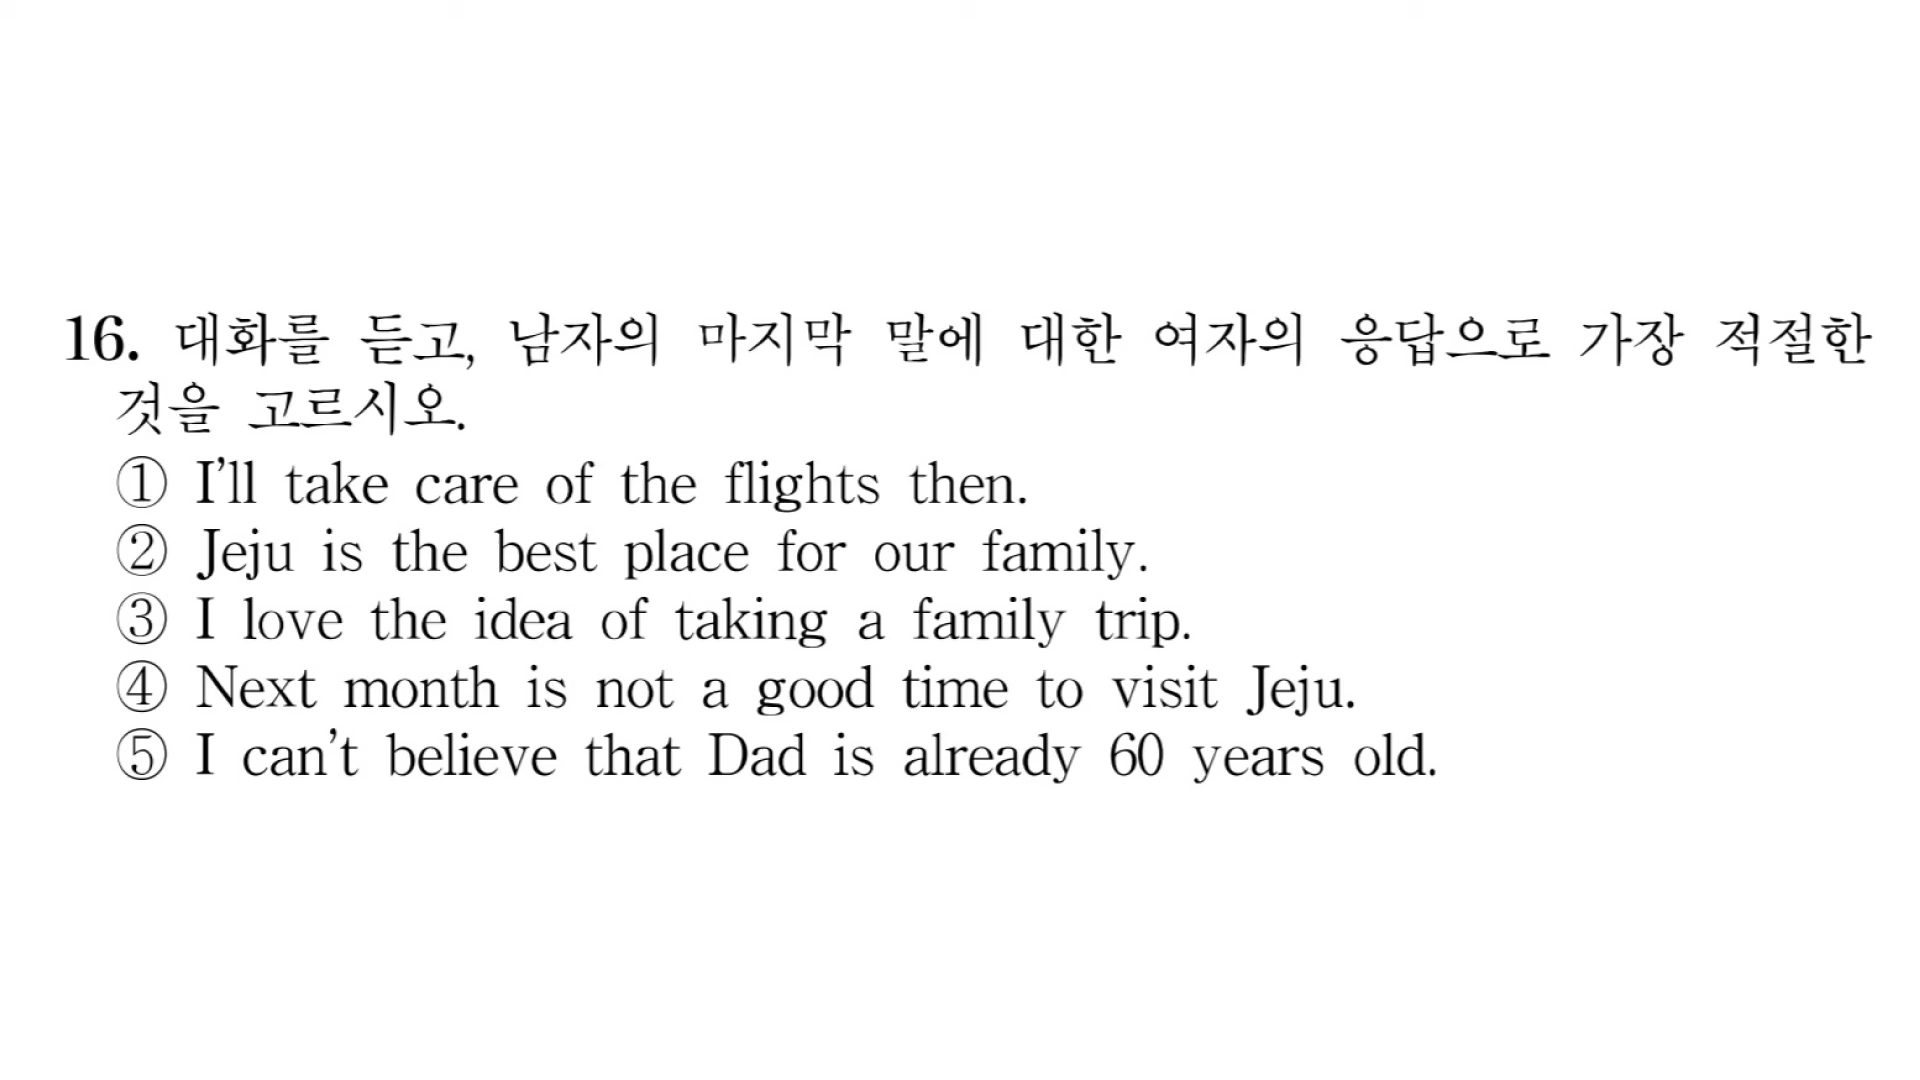 16. 대화를 듣고, 남자의 마지막 말에 대한 여자의 응답으로 가장 적절한
것을 고르시오.
① I’ll take care of the flights then.
② Jeju is the best place for our family.
③ I love the idea of taking a family trip.
④ Next month is not a good time to visit Jeju.
⑤ I can’t believe that Dad is already 60 years old.